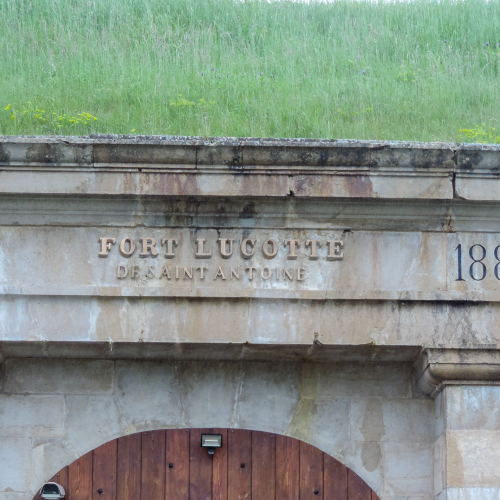 FORT LUCOTTE
DE SAINT ANTOINE
188